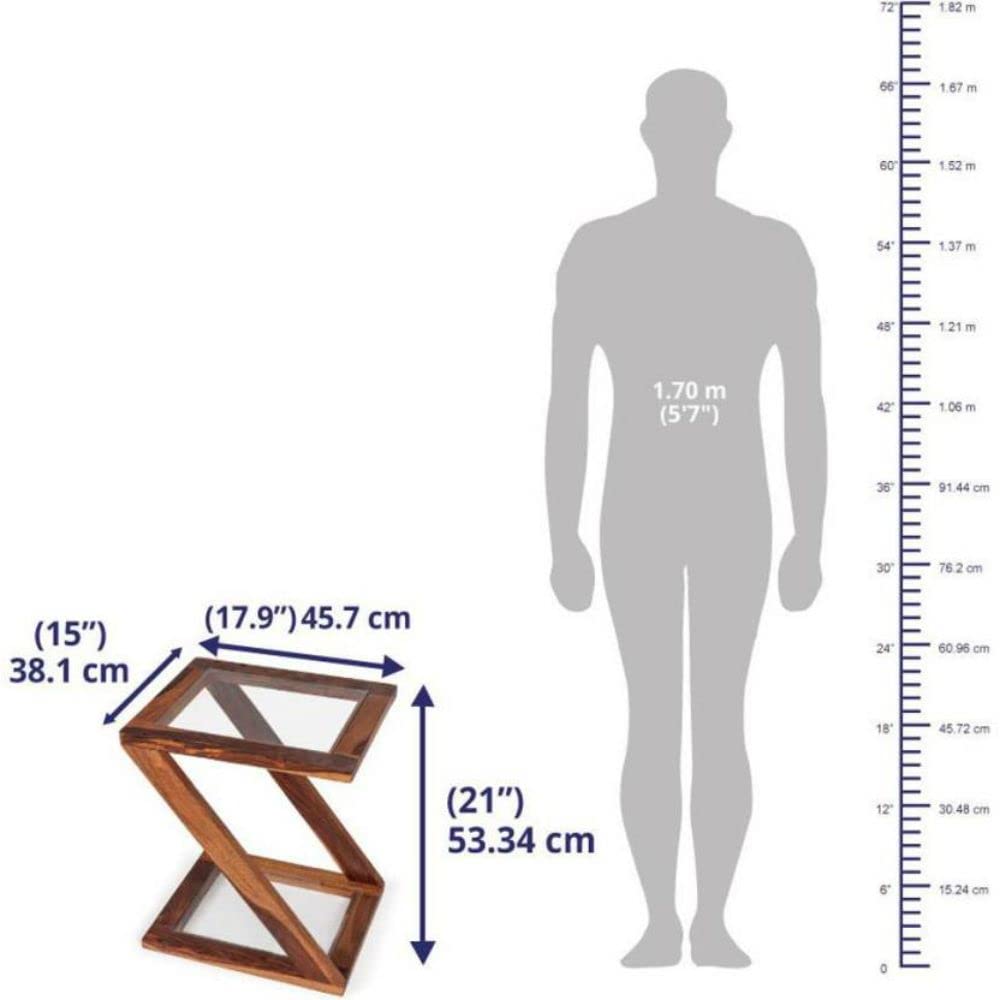 72" 1.82 m
66" 1.67 m
60" 1.52 m
54" 1.37 m
48" 1.21 m
1.70 m
(5'7")
42" 1.06 m
36" 91.44 cm
30" 76.2 cm
(17.9”) 45.7 cm
(15”)
38.1 cm
24" 60.96 cm
18" 45.72 cm
(21”)
53.34 cm
12" 30.48 cm
6" 15.24 cm
0